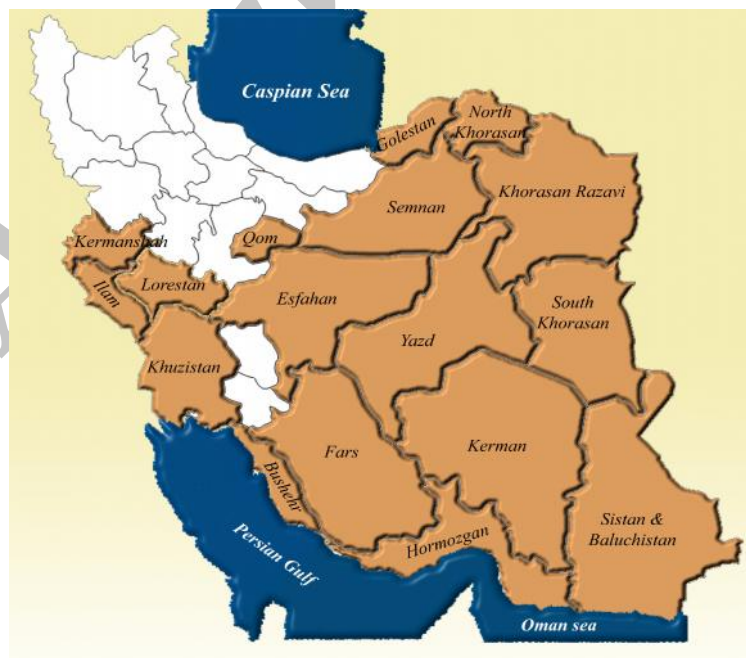 Caspian Sea
Golestan
North
Khorasan
Khorasan Razavi
Semnan
Qom
Kermanshah
Lorestan
Ilam
Esfahan
South
Khorasan
Yazd
Khuzistan
Kerman
Fars
Bushehr
Sistan &
Baluchistan
Hormozgan
Persian Gulf
Oman sea